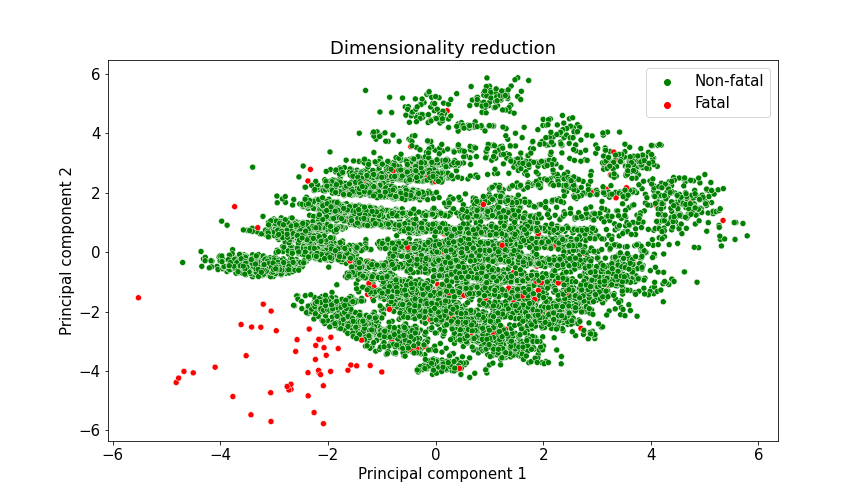 Dimensionality reduction
Non-fatal
Fatal
Principal component 2
6
4
2
0
−2
−4
−6
−6
−4
−2
0
2
4
6
Principal component 1